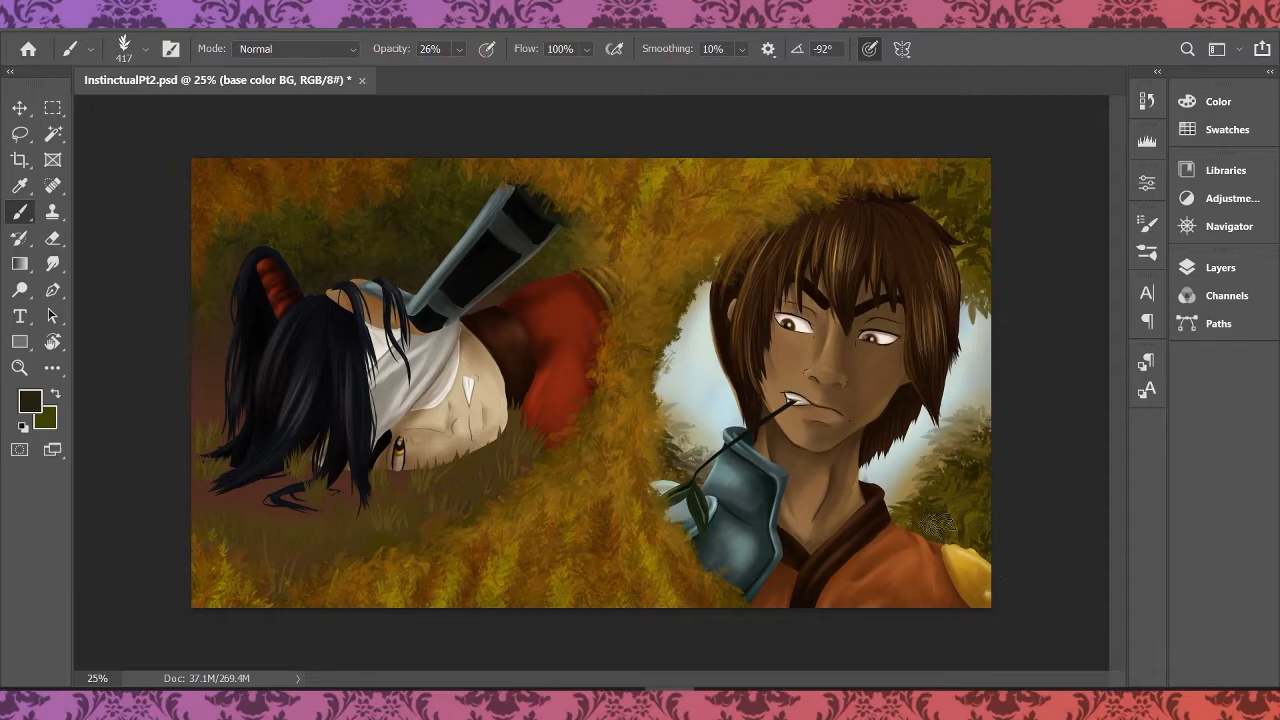 417 Mode: Normal Opacity: 26% Flow: 100% Smoothing: 10% -92°
InstinctualPt2.psd @ 25% (base color BG, RGB/8#) * ×
Color
Swatches
Libraries
Adjustme...
Navigator
Layers
Channels
Paths
25% Doc: 37.1M/269.4M